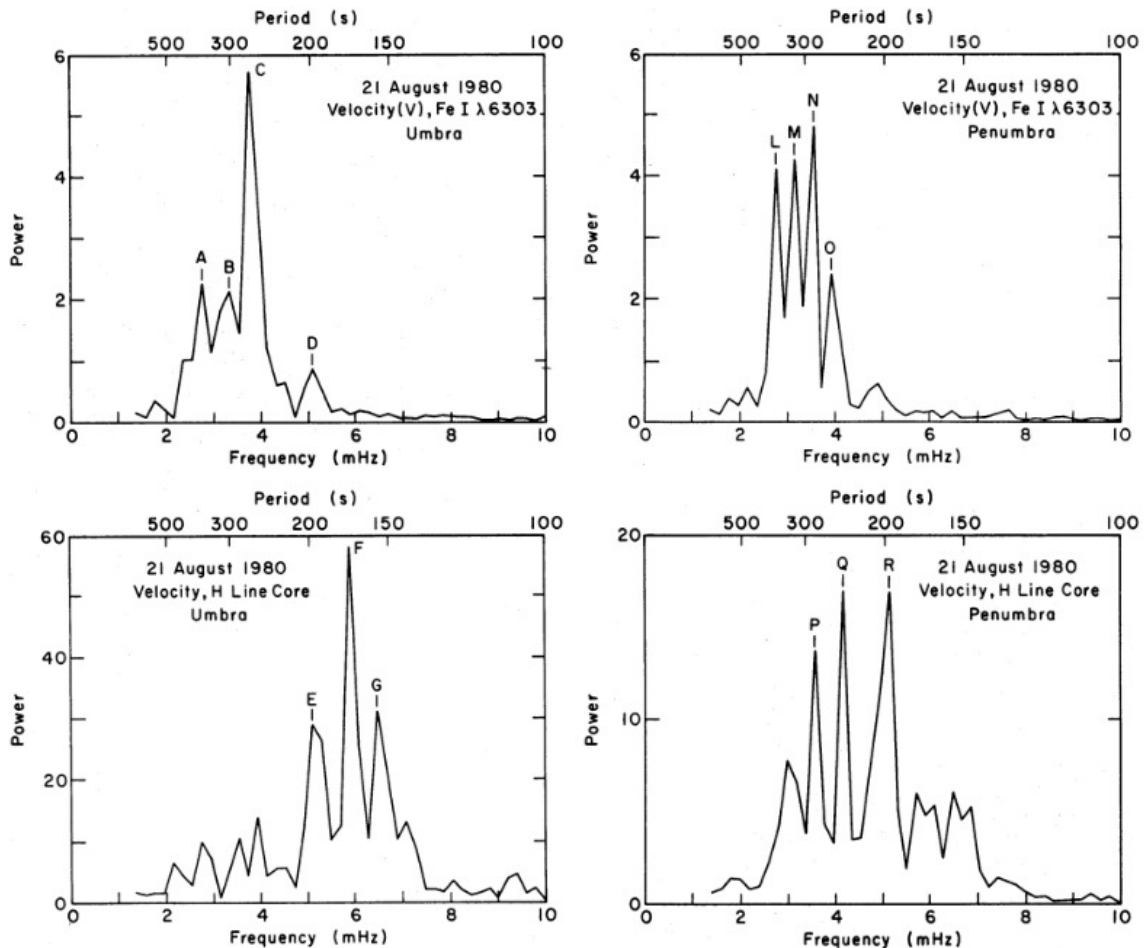 Period (s)
500 300 200 150 100
6
4
2
0
Power
21 August 1980
Velocity(V), Fe I λ6303
Umbra
A
B
C
D
0 2 4 6 8 10
Frequency (mHz)
Period (s)
500 300 200 150 100
6
4
2
0
Power
21 August 1980
Velocity(V), Fe I λ6303
Penumbra
L
M
N
O
0 2 4 6 8 10
Frequency (mHz)
Period (s)
500 300 200 150 100
60
40
20
0
Power
21 August 1980
Velocity, H Line Core
Umbra
E
F
G
0 2 4 6 8 10
Frequency (mHz)
Period (s)
500 300 200 150 100
20
10
0
Power
21 August 1980
Velocity, H Line Core
Penumbra
P
Q
R
0 2 4 6 8 10
Frequency (mHz)